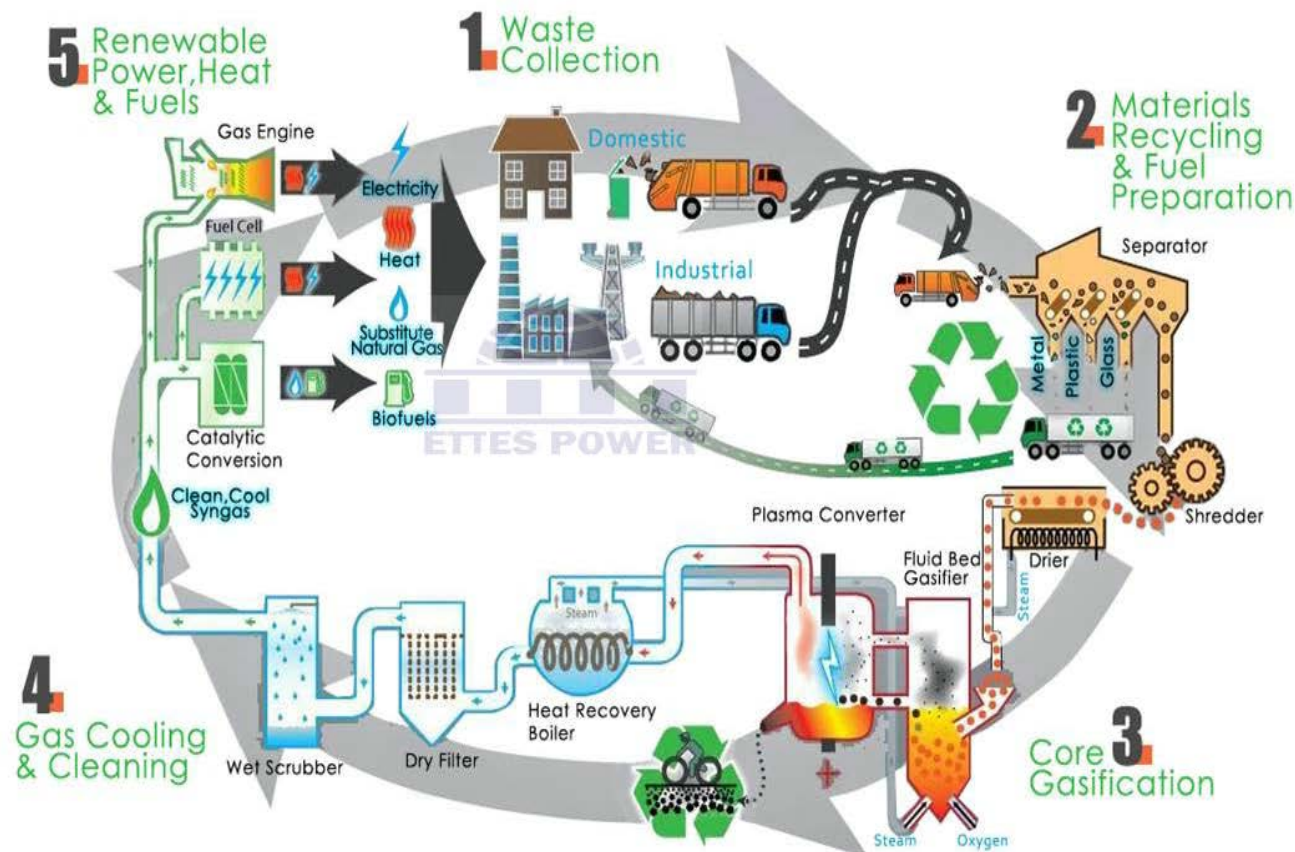 5 Renewable
Power,Heat
& Fuels
1 Waste
Collection
2 Materials
Recycling
& Fuel
Preparation
Gas Engine
Electricity
Fuel Cell
Heat
Substitute
Natural Gas
Catalytic
Conversion
Biofuels
Clean,Cool
Syngas
Domestic
Industrial
ETTES POWER
Separator
Metal
Plastic
Glass
Shredder
Drier
Steam
Fluid Bed
Gasifier
Plasma Converter
Steam
Heat Recovery
Boiler
Dry Filter
Wet Scrubber
4
Gas Cooling
& Cleaning
Core 3
Gasification
Steam
Oxygen